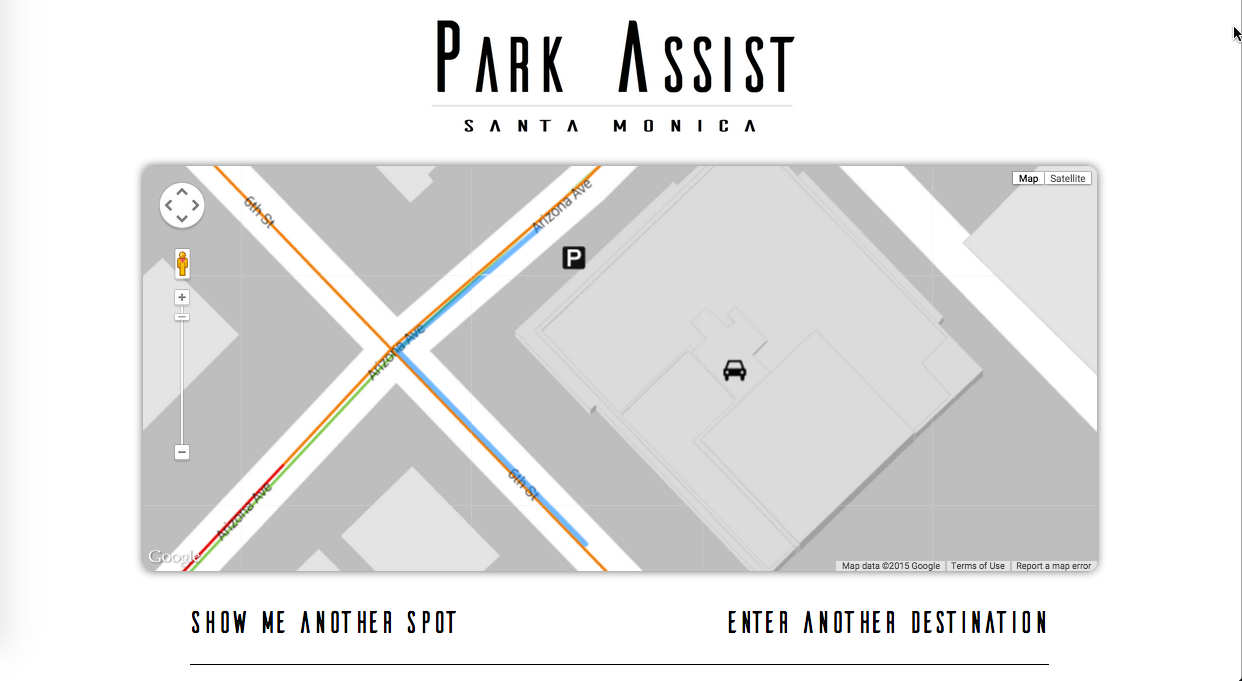 PARK ASSIST
SANTA MONICA
Map Satellite
6th St
Arizona Ave
P
Arizona Ave
6th St
Arizona Ave
Google
Map data ©2015 Google Terms of Use Report a map error
SHOW ME ANOTHER SPOT
ENTER ANOTHER DESTINATION